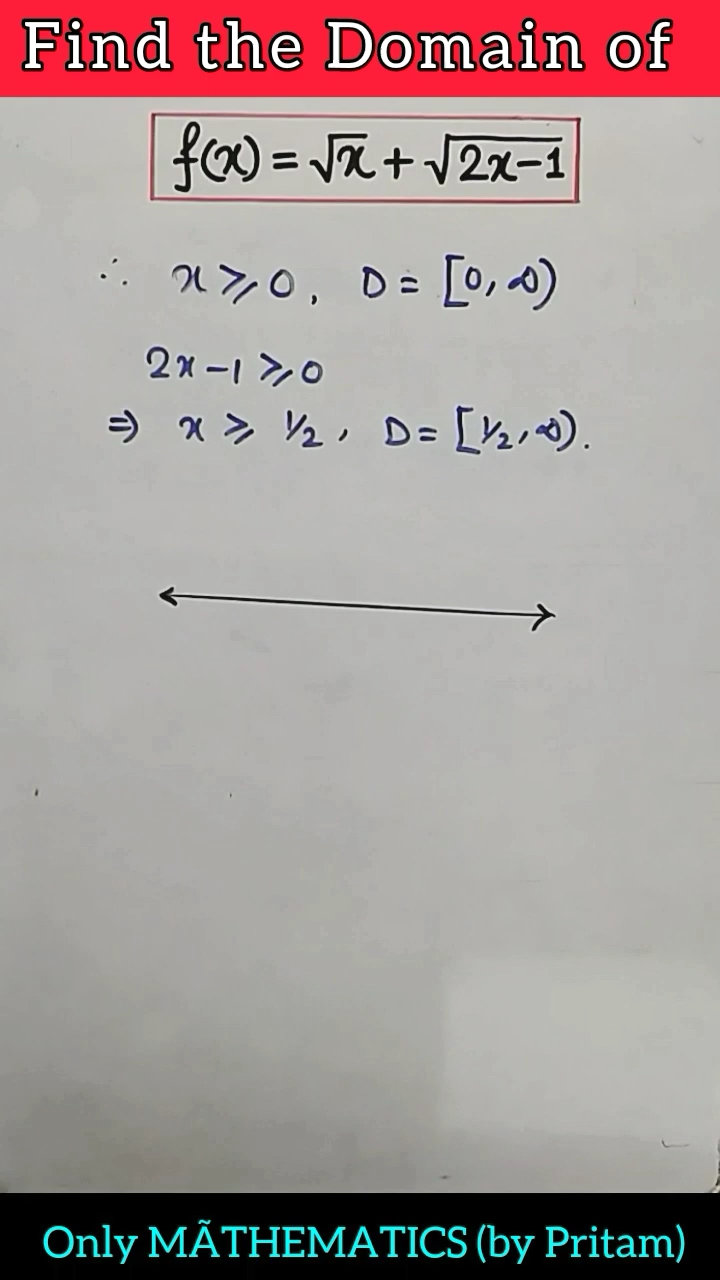 Find the Domain of
f(x) = √x + √2x-1
∴ x ⩾ 0, D = [0, ∞)
2x-1 ⩾ 0
⇒ x ⩾ 1/2, D = [1/2, ∞).
Only MÃTHEMATICS (by Pritam)